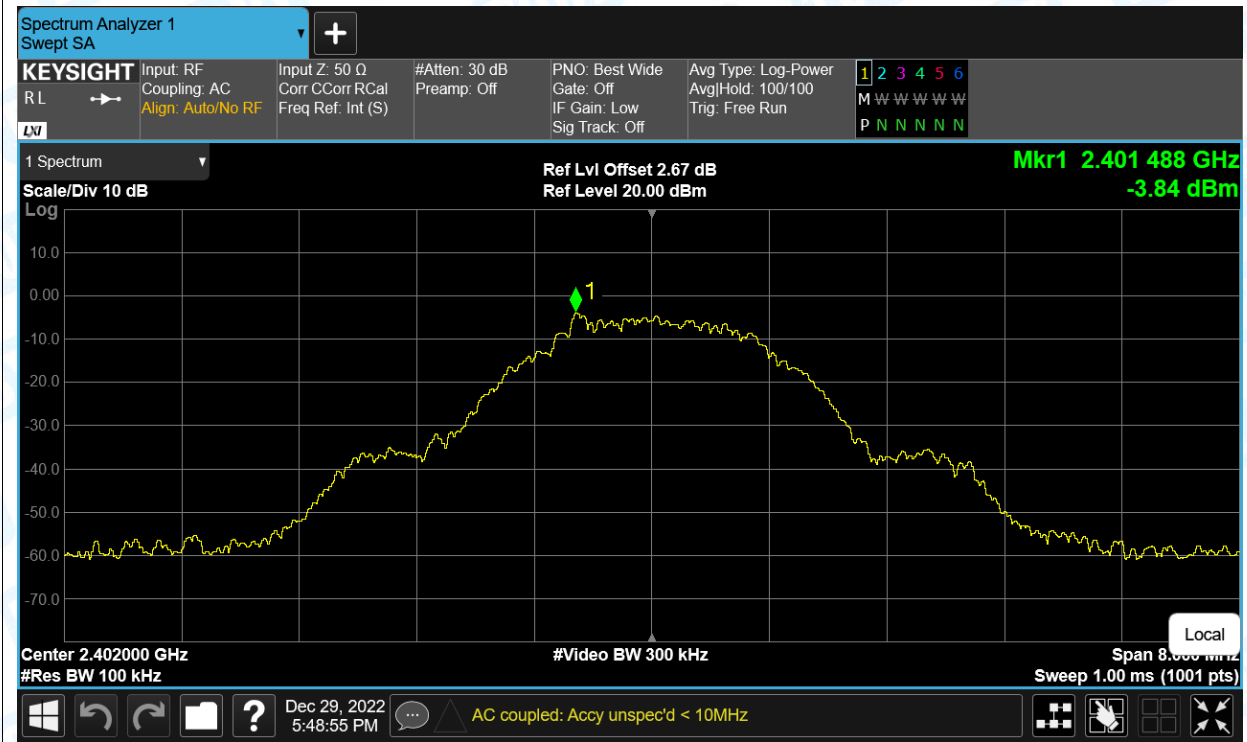 Spectrum Analyzer 1
Swept SA
+
KEYSIGHT
R L
LXI
Input: RF
Coupling: AC
Align: Auto/No RF
Input Z: 50 Ω
Corr CCorr RCal
Freq Ref: Int (S)
#Atten: 30 dB
Preamp: Off
PNO: Best Wide
Gate: Off
IF Gain: Low
Sig Track: Off
Avg Type: Log-Power
Avg|Hold: 100/100
Trig: Free Run
1 2 3 4 5 6
M W W W W W W
P N N N N N N
1 Spectrum
Scale/Div 10 dB
Log
Ref Lvl Offset 2.67 dB
Ref Level 20.00 dBm
Mkr1 2.401 488 GHz
-3.84 dBm
10.0
0.00
-10.0
-20.0
-30.0
-40.0
-50.0
-60.0
-70.0
1
Local
Center 2.402000 GHz
#Res BW 100 kHz
#Video BW 300 kHz
Span 8.000 MHz
Sweep 1.00 ms (1001 pts)
?
Dec 29, 2022
5:48:55 PM
AC coupled: Accy unspec'd < 10MHz